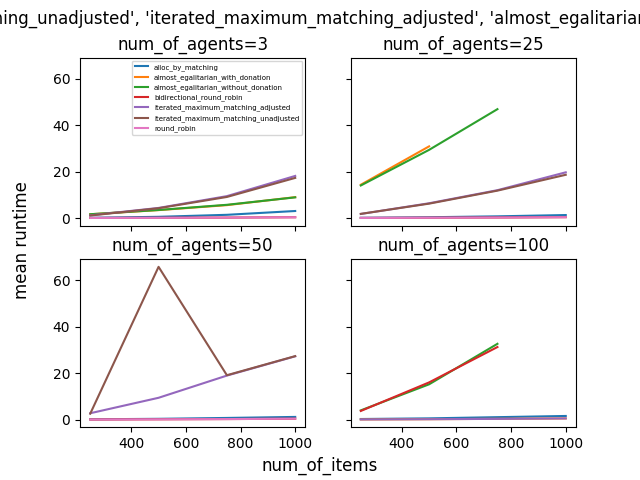 ning_unadjusted', 'iterated_maximum_matching_adjusted', 'almost_egalitarian
num_of_agents=3
num_of_agents=25
60
40
20
0
alloc_by_matching
almost_egalitarian_with_donation
almost_egalitarian_without_donation
bidirectional_round_robin
iterated_maximum_matching_adjusted
iterated_maximum_matching_unadjusted
round_robin
mean runtime
num_of_agents=50
num_of_agents=100
60
40
20
0
400 600 800 1000
400 600 800 1000
num_of_items